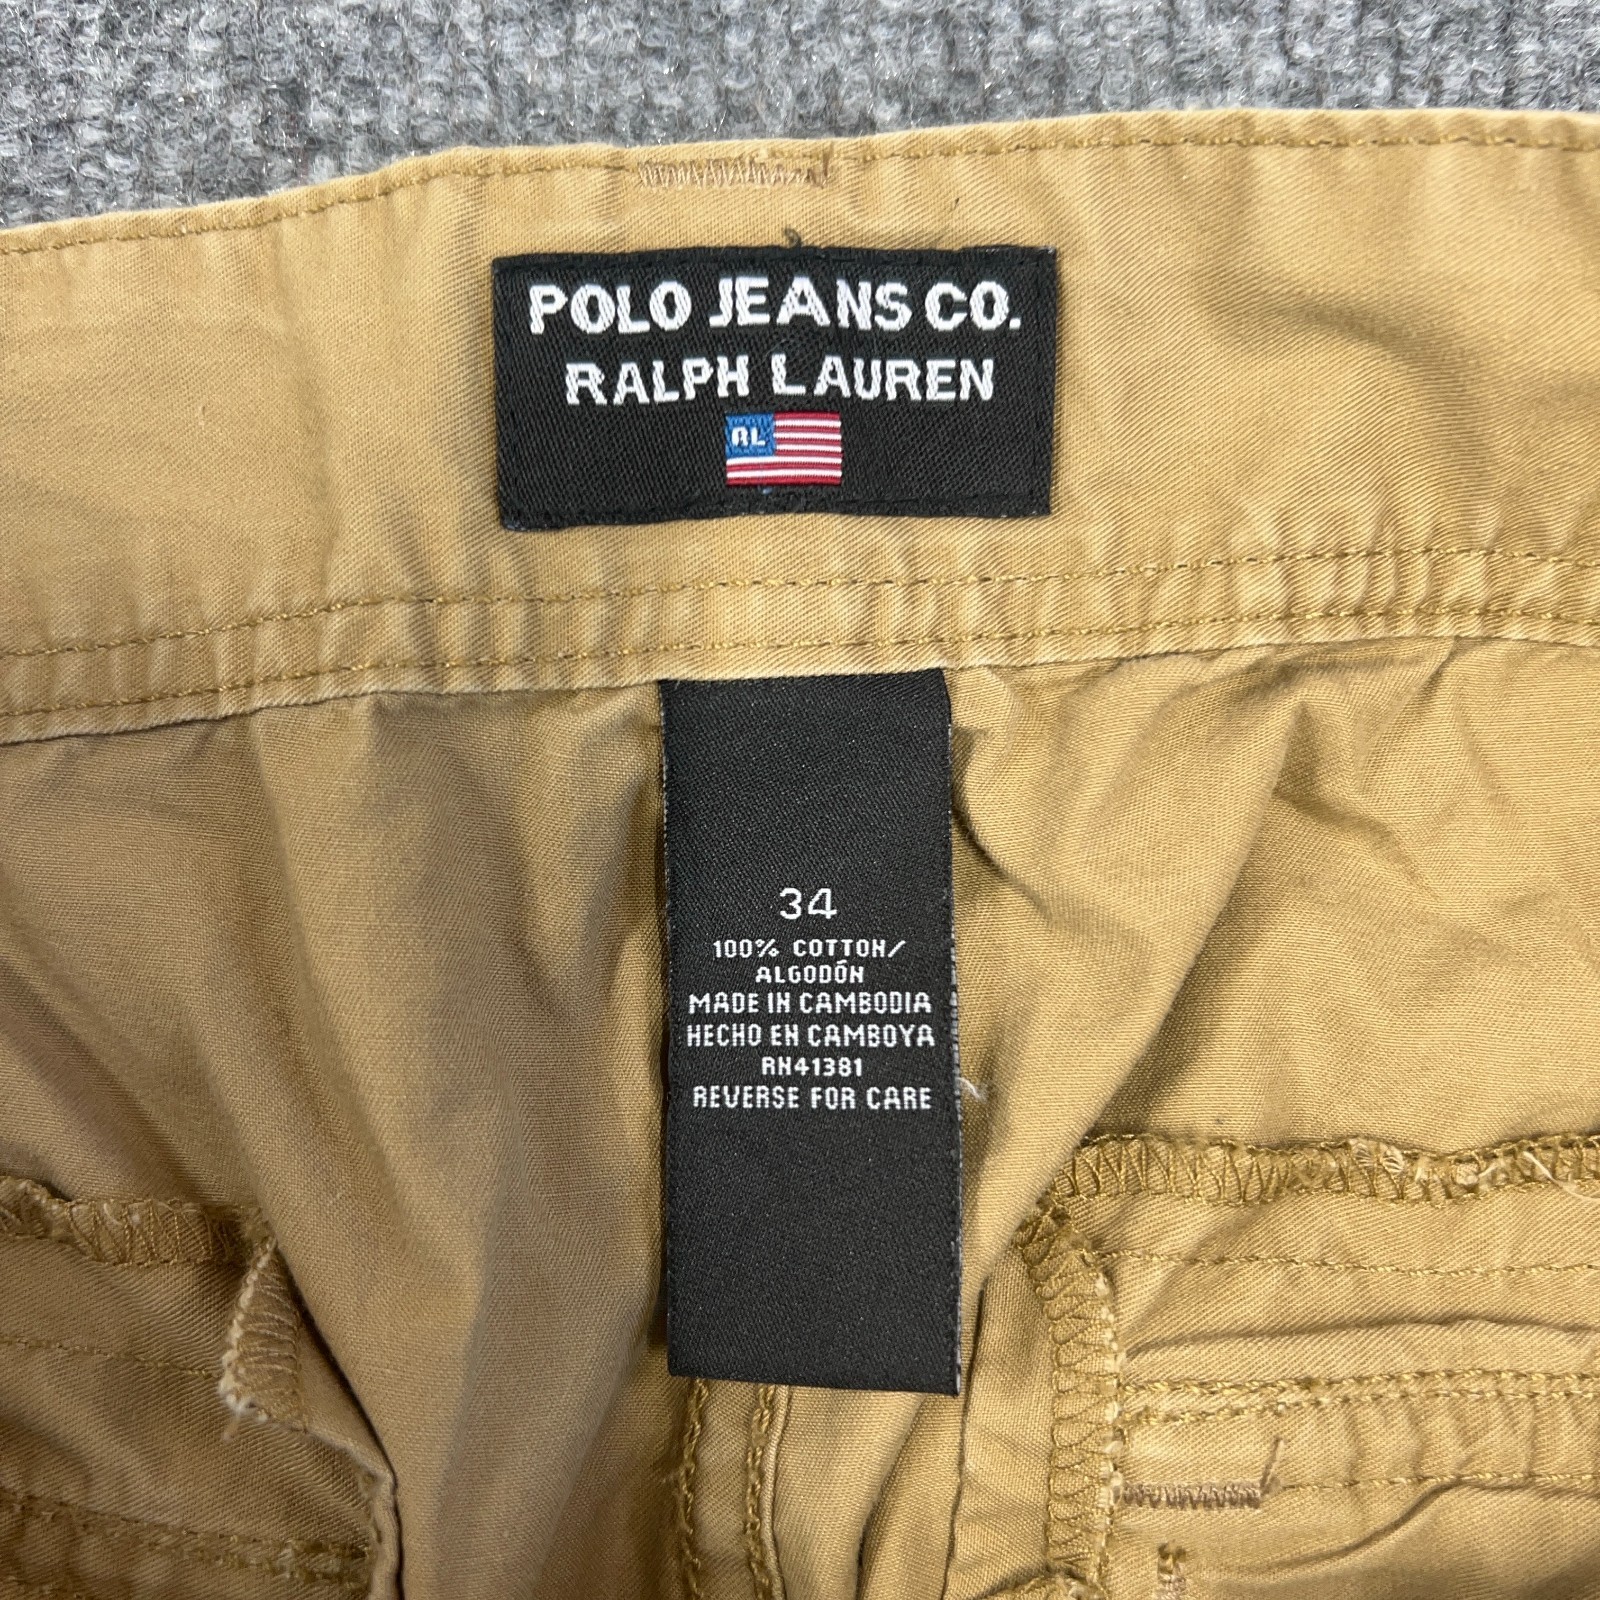 POLO JEANS CO.
RALPH LAUREN
RL
34
100% COTTON/
ALGODÓN
MADE IN CAMBODIA
HECHO EN CAMBOYA
RN41381
REVERSE FOR CARE